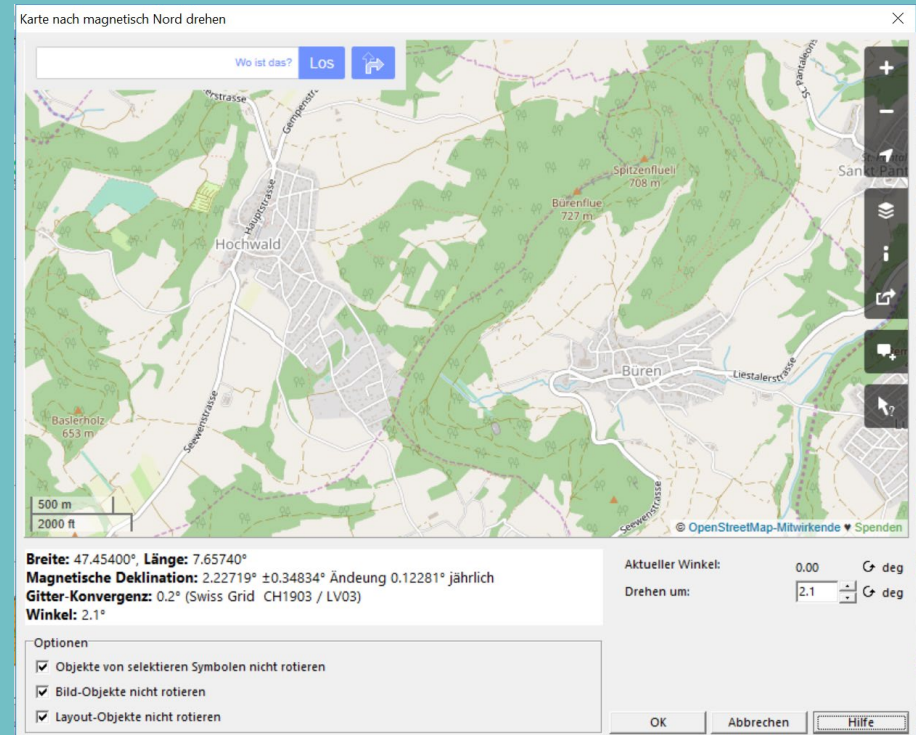 Karte nach magnetisch Nord drehen
Wo ist das?
Los
Gempenstr.
Hauptstrasse
Hochwald
Spitzenflueli
708 m
Bürenflue
727 m
Sankt Pant
Büren
Liestalerstrasse
Baslerholz
653 m
Seewenstrasse
Seewenstrasse
500 m
2000 ft
© OpenStreetMap-Mitwirkende ♥ Spenden
Breite: 47.45400°, Länge: 7.65740°
Magnetische Deklination: 2.22719° ±0.34834° Ändeung 0.12281° jährlich
Gitter-Konvergenz: 0.2° (Swiss Grid CH1903 / LV03)
Winkel: 2.1°
Aktueller Winkel: 0.00 deg
Drehen um: 2.1 deg
Optionen
Objekte von selektieren Symbolen nicht rotieren
Bild-Objekte nicht rotieren
Layout-Objekte nicht rotieren
OK Abbrechen Hilfe